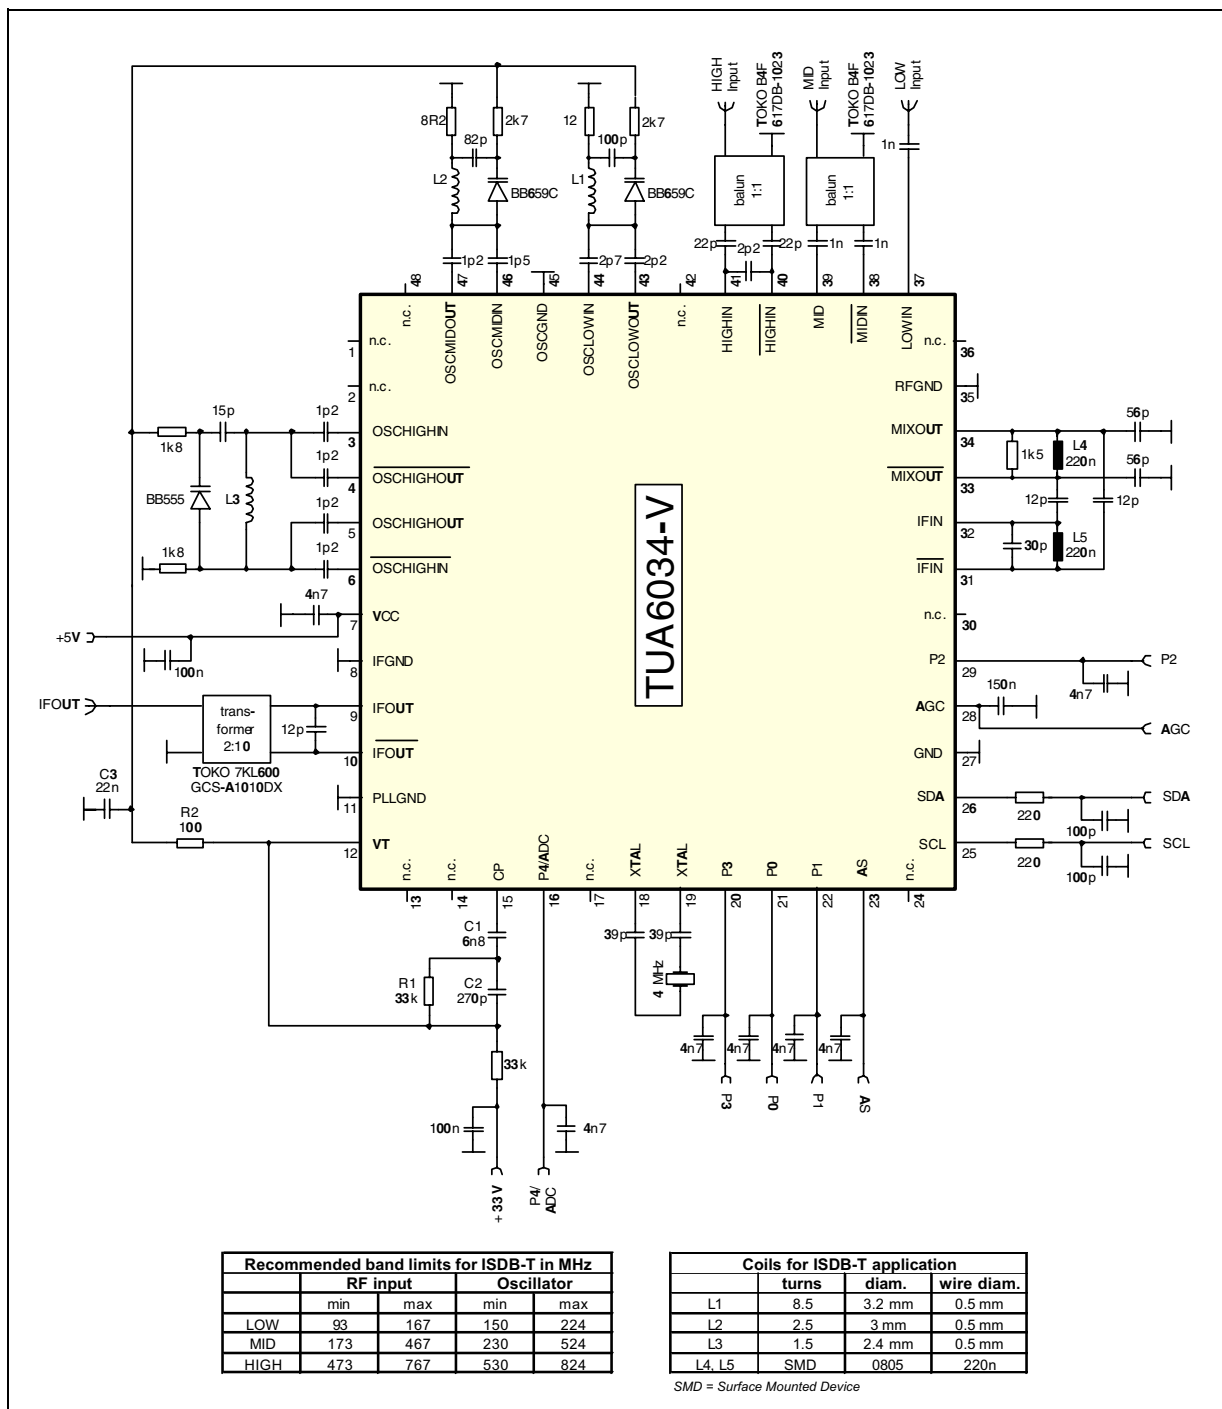 HIGH Input
TOKO B4F 617DB-1023
MID Input
TOKO B4F 617DB-1023
LOW Input
8R2
2k7
12
2k7
82p
100p
1n
L2
BB659C
L1
BB659C
balun 1:1
balun 1:1
22p
22p
1n
1n
2p2
1p2
1p5
2p7
2p2
48
47
46
45
44
43
42
41
40
39
38
37
n.c.
OSCMIDOUT
OSCMIDIN
OSCGND
OSCLOWIN
OSCLOWOUT
n.c.
HIGHIN
HIGHIN
MID
MIDIN
LOWIN
1
n.c.
n.c.
36
2
n.c.
RFGND
35
15p
1p2
1k8
3
OSCHIGHIN
MIXOUT
34
56p
1p2
4
OSCHIGHOUT
1k5
L4
220n
MIXOUT
33
56p
BB555
L3
1p2
5
OSCHIGHOUT
12p
12p
IFIN
32
1k8
1p2
6
OSCHIGHIN
30p
L5
220n
IFIN
31
4n7
7
VCC
n.c.
30
+5V
100n
8
IFGND
P2
29
P2
4n7
IFOUT
trans-
former
2:10
12p
9
IFOUT
150n
AGC
28
AGC
10
IFOUT
GND
27
TOKO 7KL600
GCS-A1010DX
C3
22n
11
PLLGND
SDA
26
220
SDA
100p
R2
100
12
VT
SCL
25
220
SCL
100p
TUA6034-V
n.c.
n.c.
CP
P4/ADC
n.c.
XTAL
XTAL
P3
P0
P1
AS
n.c.
13
14
15
16
17
18
19
20
21
22
23
24
C1
6n8
39p
39p
R1
33k
C2
270p
4 MHz
33k
4n7
4n7
4n7
4n7
P3
P0
P1
AS
100n
4n7
+ 33 V
P4/
ADC
Recommended band limits for ISDB-T in MHz
RF input Oscillator
min max min max
LOW 93 167 150 224
MID 173 467 230 524
HIGH 473 767 530 824
Coils for ISDB-T application
turns diam. wire diam.
L1 8.5 3.2 mm 0.5 mm
L2 2.5 3 mm 0.5 mm
L3 1.5 2.4 mm 0.5 mm
L4, L5 SMD 0805 220n
SMD = Surface Mounted Device